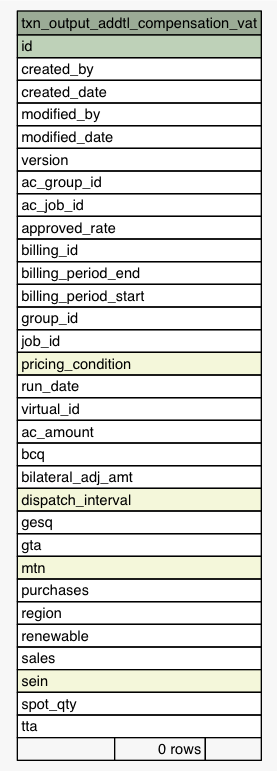 txn_output_addtl_compensation_vat
id
created_by
created_date
modified_by
modified_date
version
ac_group_id
ac_job_id
approved_rate
billing_id
billing_period_end
billing_period_start
group_id
job_id
pricing_condition
run_date
virtual_id
ac_amount
bcq
bilateral_adj_amt
dispatch_interval
gesq
gta
mtn
purchases
region
renewable
sales
sein
spot_qty
tta
0 rows